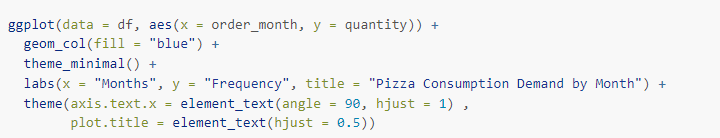 ggplot(data = df, aes(x = order_month, y = quantity)) +
  geom_col(fill = "blue") +
  theme_minimal() +
  labs(x = "Months", y = "Frequency", title = "Pizza Consumption Demand by Month") +
  theme(axis.text.x = element_text(angle = 90, hjust = 1) ,
        plot.title = element_text(hjust = 0.5))